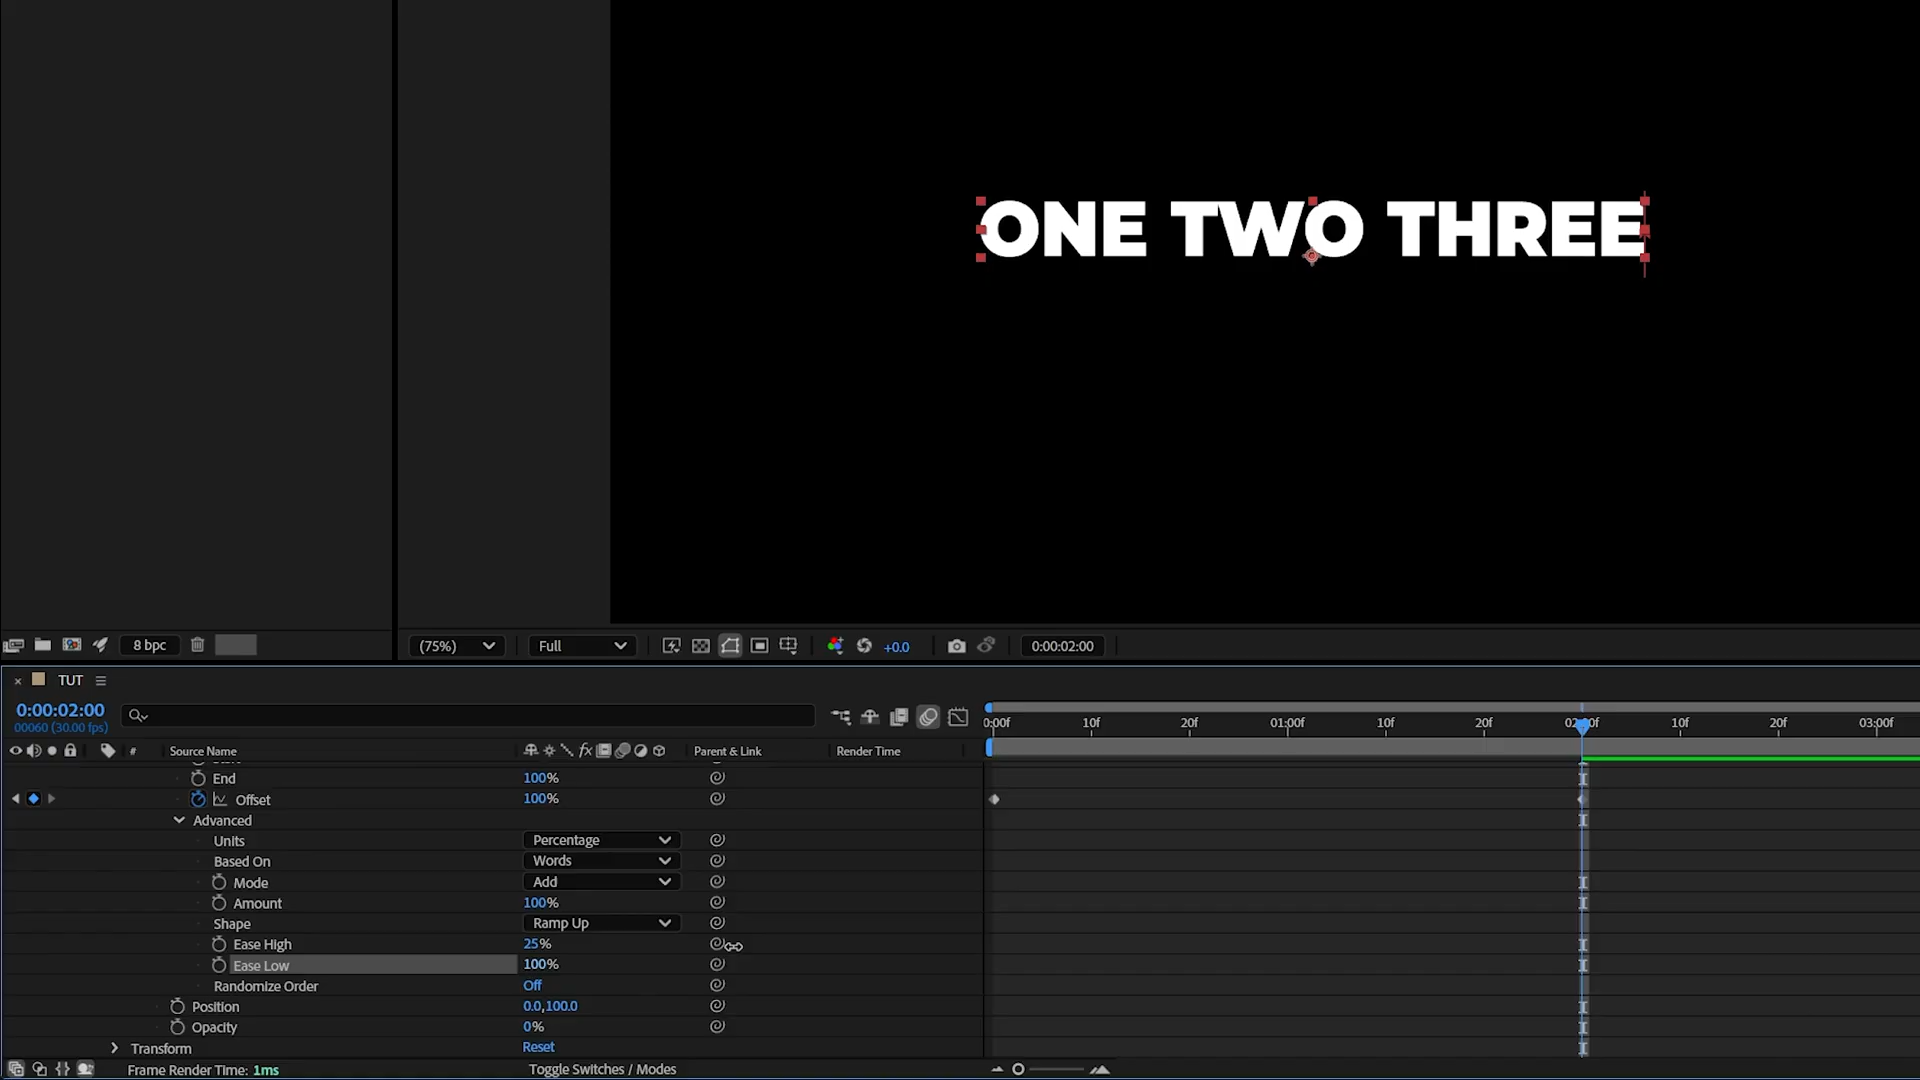 ONE TWO THREE
8 bpc
(75%)
Full
+0.0
0:00:02:00
TUT
0:00:02:00
00060 (30.00 fps)
0:00f 10f 20f 01:00f 10f 20f 02:00f 10f 20f 03:00f
# Source Name fx Parent & Link Render Time
End 100%
Offset 100%
Advanced
Units Percentage
Based On Words
Mode Add
Amount 100%
Shape Ramp Up
Ease High 25%
Ease Low 100%
Randomize Order Off
Position 0.0,100.0
Opacity 0%
Transform Reset
Frame Render Time: 1ms Toggle Switches / Modes